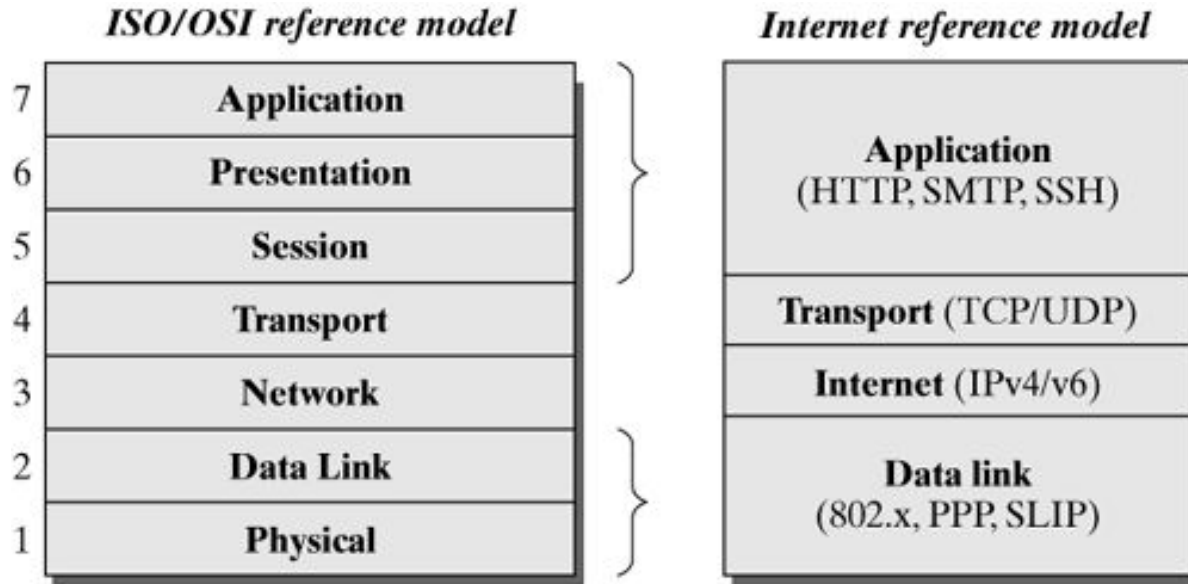 ISO/OSI reference model
7 Application
6 Presentation
5 Session
4 Transport
3 Network
2 Data Link
1 Physical
Internet reference model
Application
(HTTP, SMTP, SSH)
Transport (TCP/UDP)
Internet (IPv4/v6)
Data link
(802.x, PPP, SLIP)